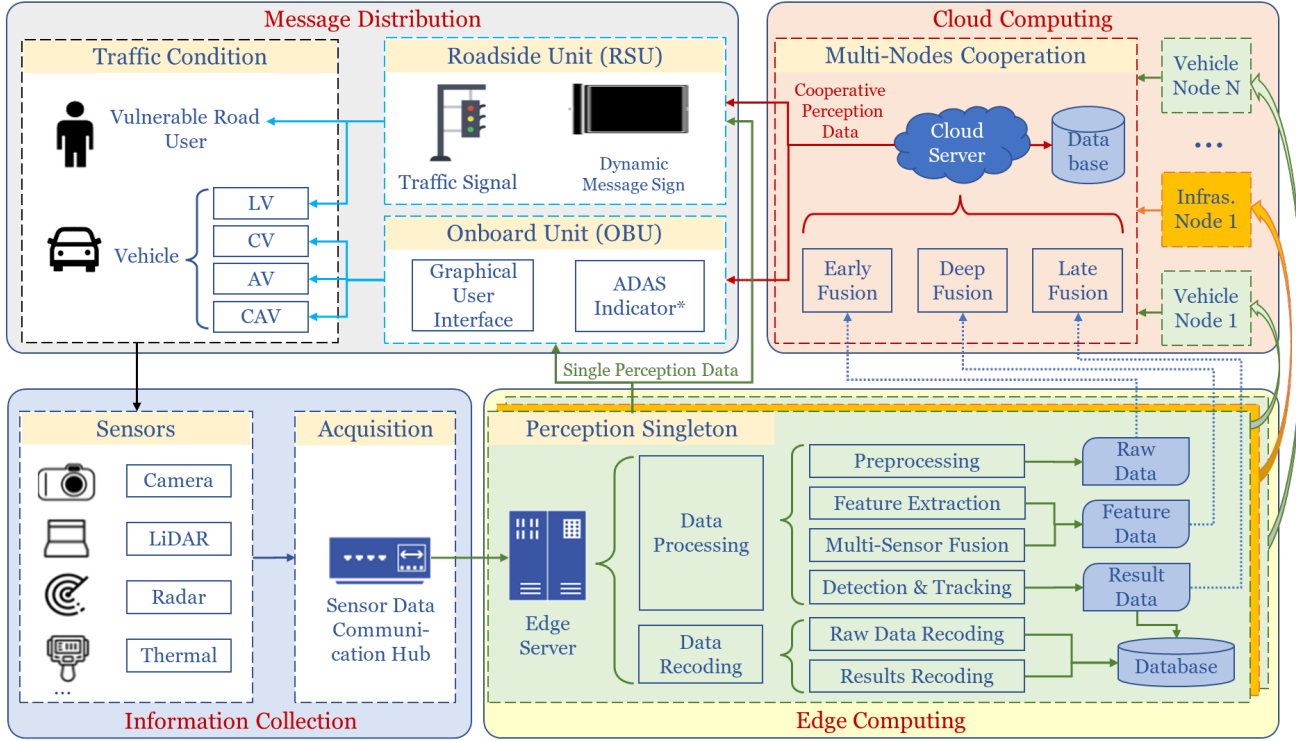 Message Distribution
Traffic Condition
Vulnerable Road
User
Vehicle
LV
CV
AV
CAV
Roadside Unit (RSU)
Traffic Signal
Dynamic
Message Sign
Onboard Unit (OBU)
Graphical
User
Interface
ADAS
Indicator*
Cloud Computing
Multi-Nodes Cooperation
Cooperative
Perception
Data
Cloud
Server
Data
base
Early
Fusion
Deep
Fusion
Late
Fusion
Vehicle
Node N
...
Infras.
Node 1
Vehicle
Node 1
Single Perception Data
Sensors
Camera
LiDAR
Radar
Thermal
...
Acquisition
Sensor Data
Communi-
cation Hub
Information Collection
Perception Singleton
Edge
Server
Data
Processing
Data
Recoding
Preprocessing
Feature Extraction
Multi-Sensor Fusion
Detection & Tracking
Raw Data Recoding
Results Recoding
Raw
Data
Feature
Data
Result
Data
Database
Edge Computing